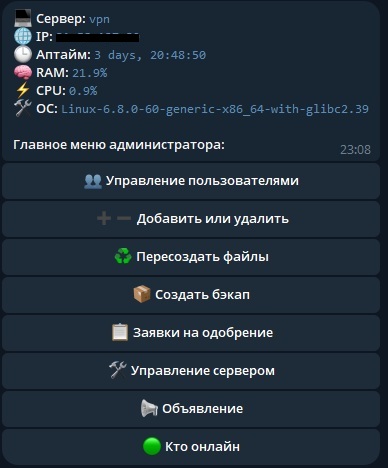 Сервер: vpn
IP:
Аптайм: 3 days, 20:48:50
RAM: 21.9%
CPU: 0.9%
ОС: Linux-6.8.0-60-generic-x86_64-with-glibc2.39
Главное меню администратора:
23:08
Управление пользователями
Добавить или удалить
Пересоздать файлы
Создать бэкап
Заявки на одобрение
Управление сервером
Объявление
Кто онлайн